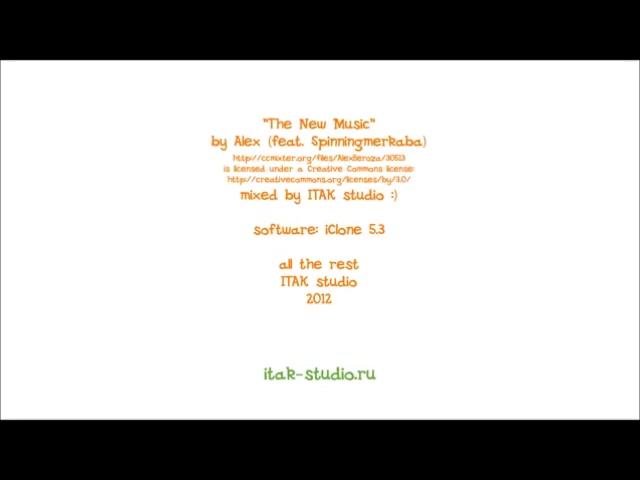 "The New Music"
by Alex (feat. Spinningmerkaba)
http://ccmixter.org/files/AlexBeroza/30513
is licensed under a Creative Commons license:
http://creativecommons.org/licenses/by/3.0/
mixed by ITAK studio :)
software: iClone 5.3
all the rest
ITAK studio
2012
itak-studio.ru